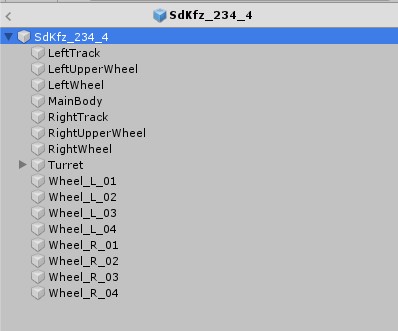 SdKfz_234_4
SdKfz_234_4
LeftTrack
LeftUpperWheel
LeftWheel
MainBody
RightTrack
RightUpperWheel
RightWheel
Turret
Wheel_L_01
Wheel_L_02
Wheel_L_03
Wheel_L_04
Wheel_R_01
Wheel_R_02
Wheel_R_03
Wheel_R_04